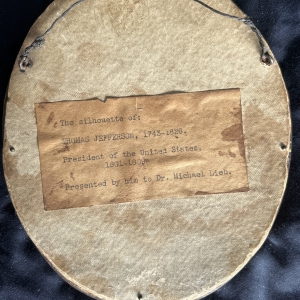 The silhouette of:
THOMAS JEFFERSON, 1743-1826.
President of the United States.
1801-1809
Presented by him to Dr. Michael Lieb.